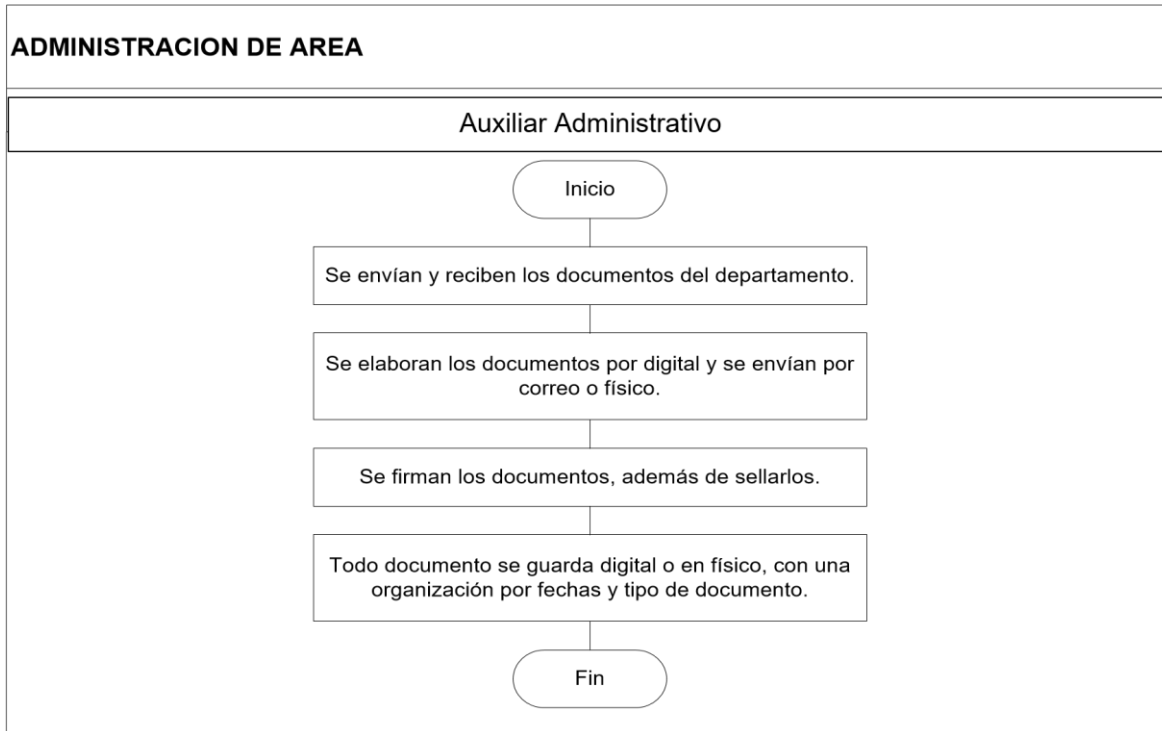 ADMINISTRACION DE AREA
Auxiliar Administrativo
Inicio
Se envían y reciben los documentos del departamento.
Se elaboran los documentos por digital y se envían por
correo o físico.
Se firman los documentos, además de sellarlos.
Todo documento se guarda digital o en físico, con una
organización por fechas y tipo de documento.
Fin